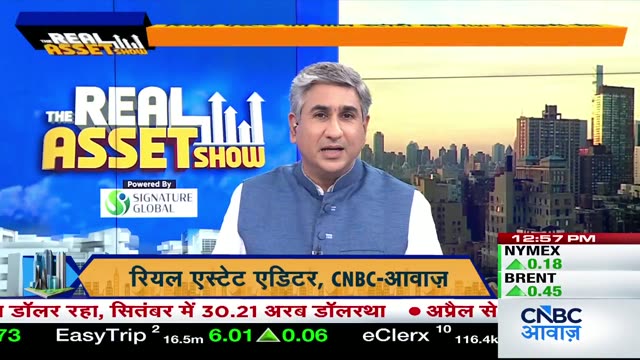 THE REAL
ASSET SHOW
THE REAL
ASSET SHOW
Powered By
SIGNATURE
GLOBAL
12:57 PM
NYMEX
0.18
BRENT
0.45
रियल एस्टेट एडिटर, CNBC-आवाज़
डॉलर रहा, सितंबर में 30.21 अरब डॉलरथा • अप्रैल से
73 EasyTrip 2 16.5m 6.01 0.06 eClerx 10 116.4k
CNBC
आवाज़